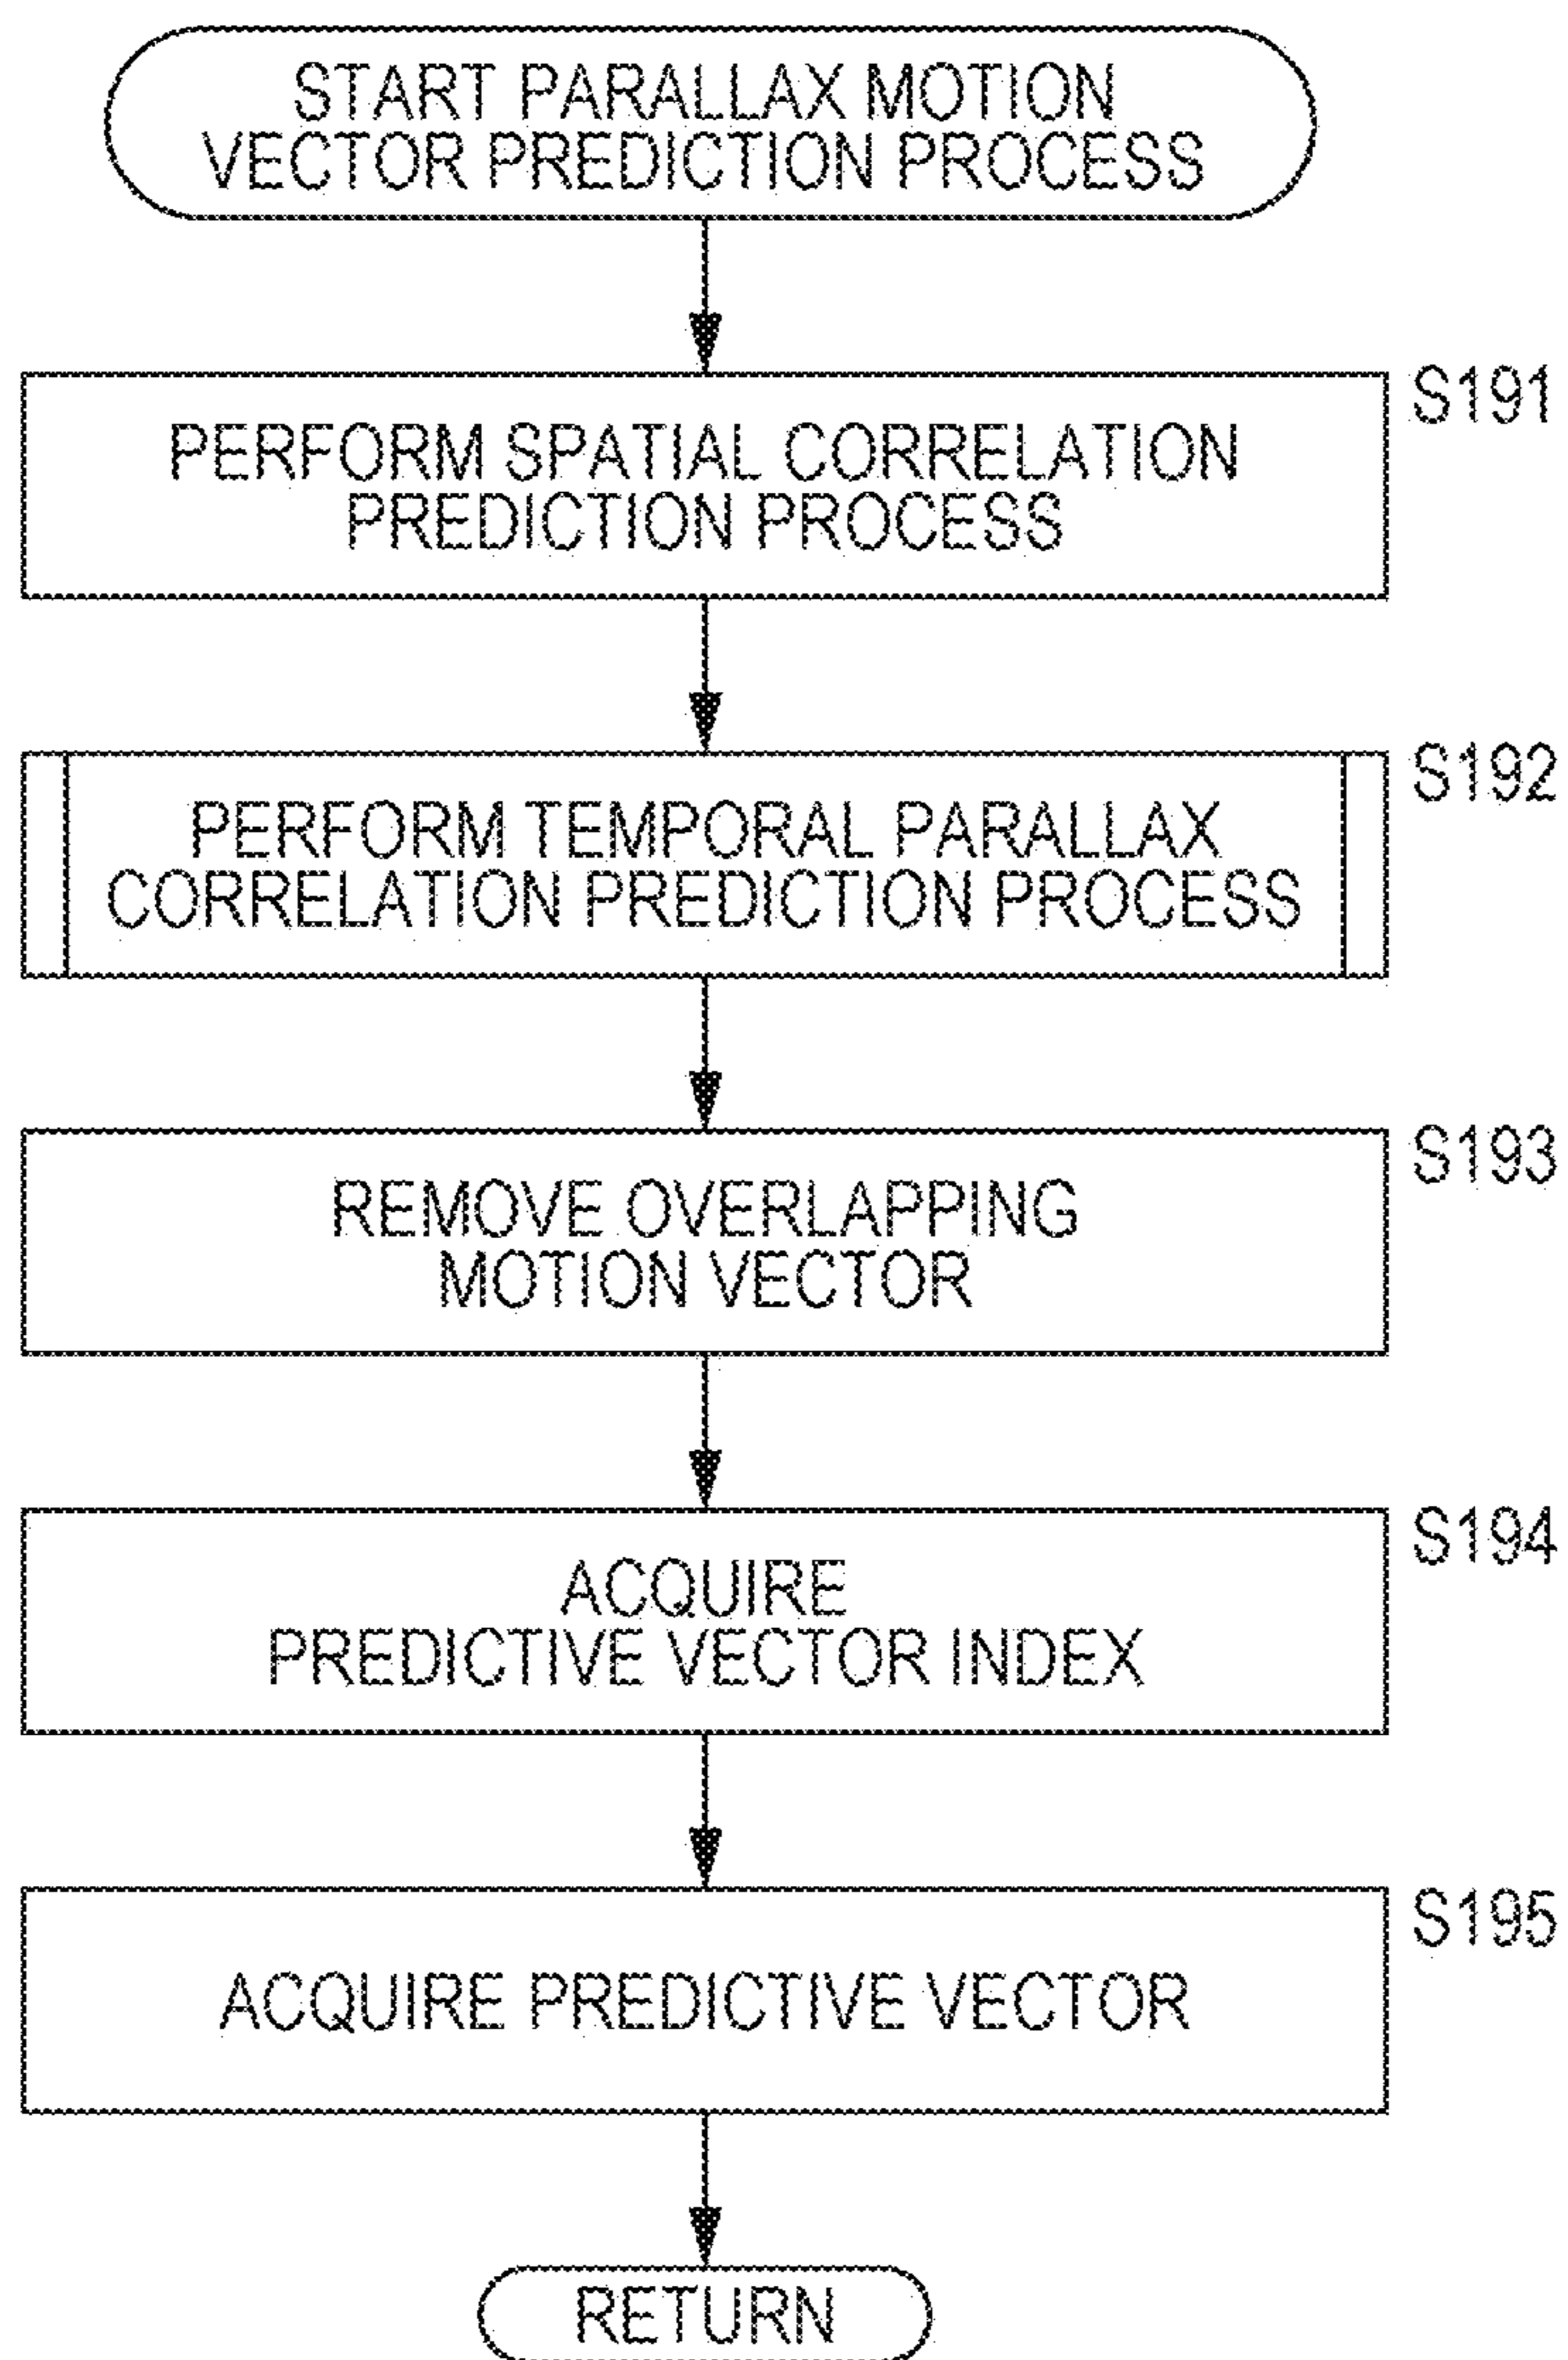 START PARALLAX MOTION
VECTOR PREDICTION PROCESS
S191
PERFORM SPATIAL CORRELATION
PREDICTION PROCESS
S192
PERFORM TEMPORAL PARALLAX
CORRELATION PREDICTION PROCESS
S193
REMOVE OVERLAPPING
MOTION VECTOR
S194
ACQUIRE
PREDICTIVE VECTOR INDEX
S195
ACQUIRE PREDICTIVE VECTOR
RETURN